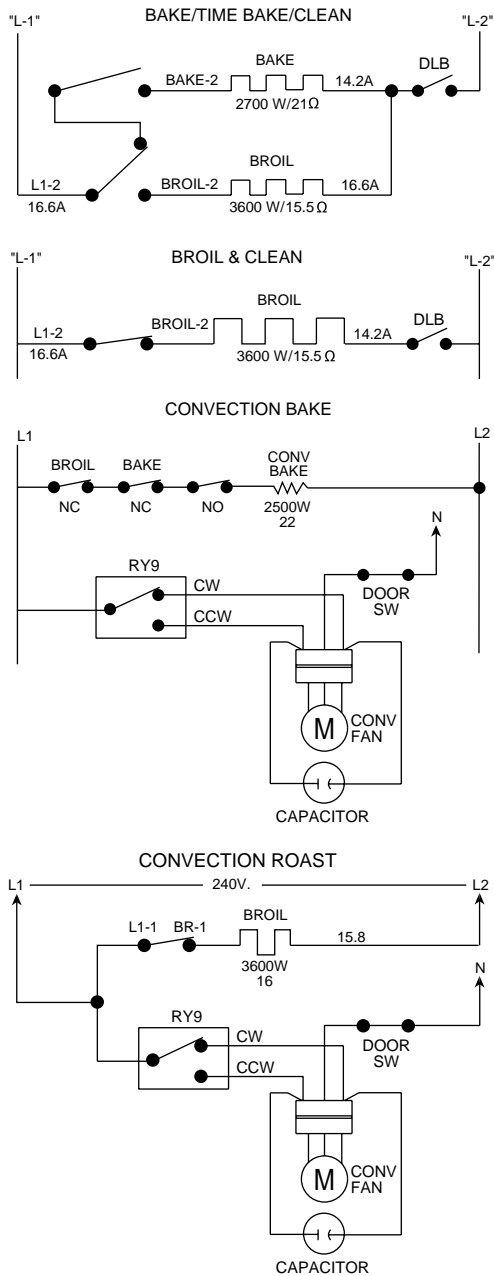 BAKE/TIME BAKE/CLEAN
"L-1"
"L-2"
BAKE
DLB
BAKE-2
14.2A
2700 W/21Ω
BROIL
L1-2
BROIL-2
16.6A
16.6A
3600 W/15.5 Ω
"L-1"
BROIL & CLEAN
"L-2"
BROIL
DLB
L1-2
BROIL-2
14.2A
16.6A
3600 W/15.5 Ω
CONVECTION BAKE
L1
L2
BROIL
BAKE
CONV
BAKE
NC
NC
NO
2500W
22
N
RY9
CW
DOOR
SW
CCW
M
CONV
FAN
CAPACITOR
CONVECTION ROAST
L1
240V.
L2
L1-1
BR-1
BROIL
15.8
3600W
16
N
RY9
CW
DOOR
SW
CCW
M
CONV
FAN
CAPACITOR